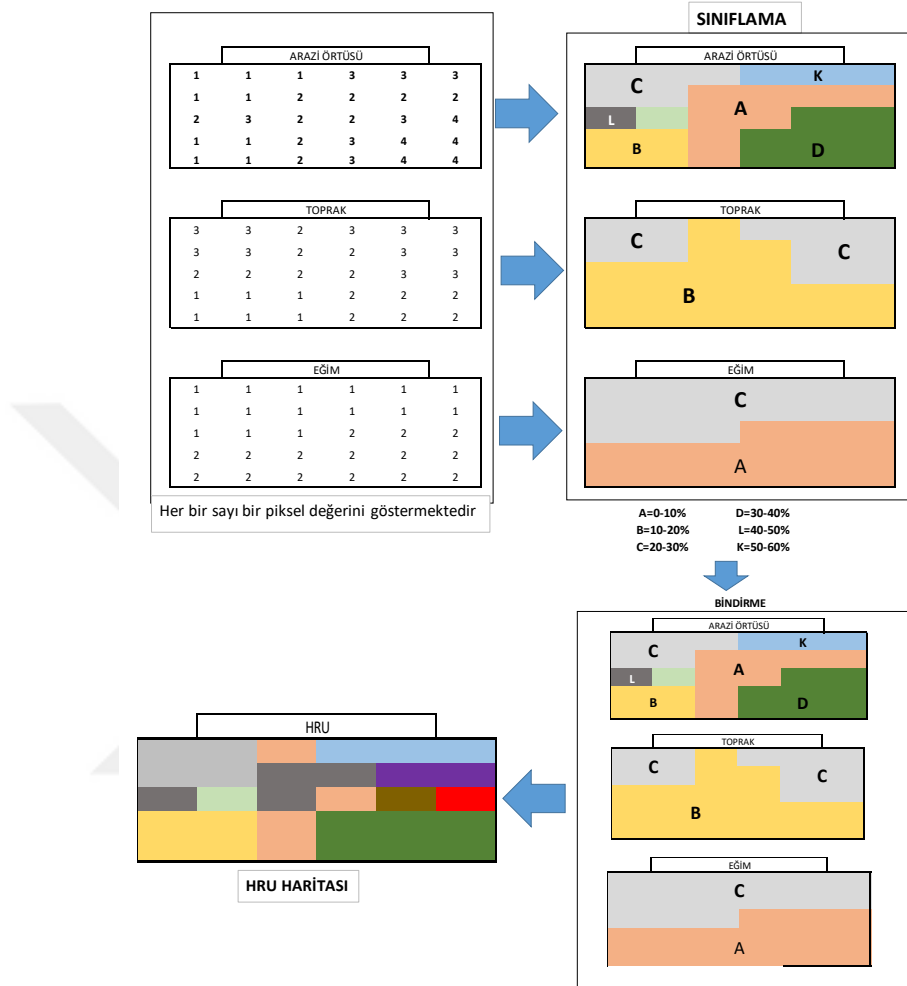 SINIFLAMA
ARAZİ ÖRTÜSÜ
1 1 1 3 3 3
1 1 2 2 2 2
2 3 2 2 3 4
1 1 2 3 4 4
1 1 2 3 4 4
ARAZİ ÖRTÜSÜ
C K
A
L
B D
TOPRAK
3 3 2 3 3 3
3 3 2 2 3 3
2 2 2 2 3 3
1 1 1 2 2 2
1 1 1 2 2 2
TOPRAK
C C
B
EĞİM
1 1 1 1 1 1
1 1 1 1 1 1
1 1 1 2 2 2
2 2 2 2 2 2
2 2 2 2 2 2
EĞİM
C
A
Her bir sayı bir piksel değerini göstermektedir
A=0-10% D=30-40%
B=10-20% L=40-50%
C=20-30% K=50-60%
BİNDİRME
ARAZİ ÖRTÜSÜ
C K
A
L
B D
HRU
TOPRAK
C C
B
HRU HARİTASI
EĞİM
C
A